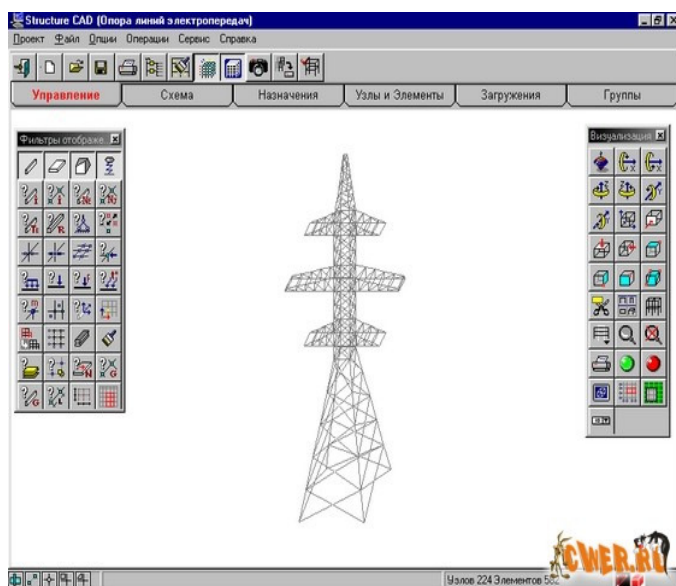 Structure CAD (Опора линий электропередач)
Проект Файл Опции Операции Сервис Справка
Управление Схема Назначения Узлы и Элементы Загружения Группы
Фильтры отображе..
Визуализация
CWER.RU
Узлов 224 Элементов